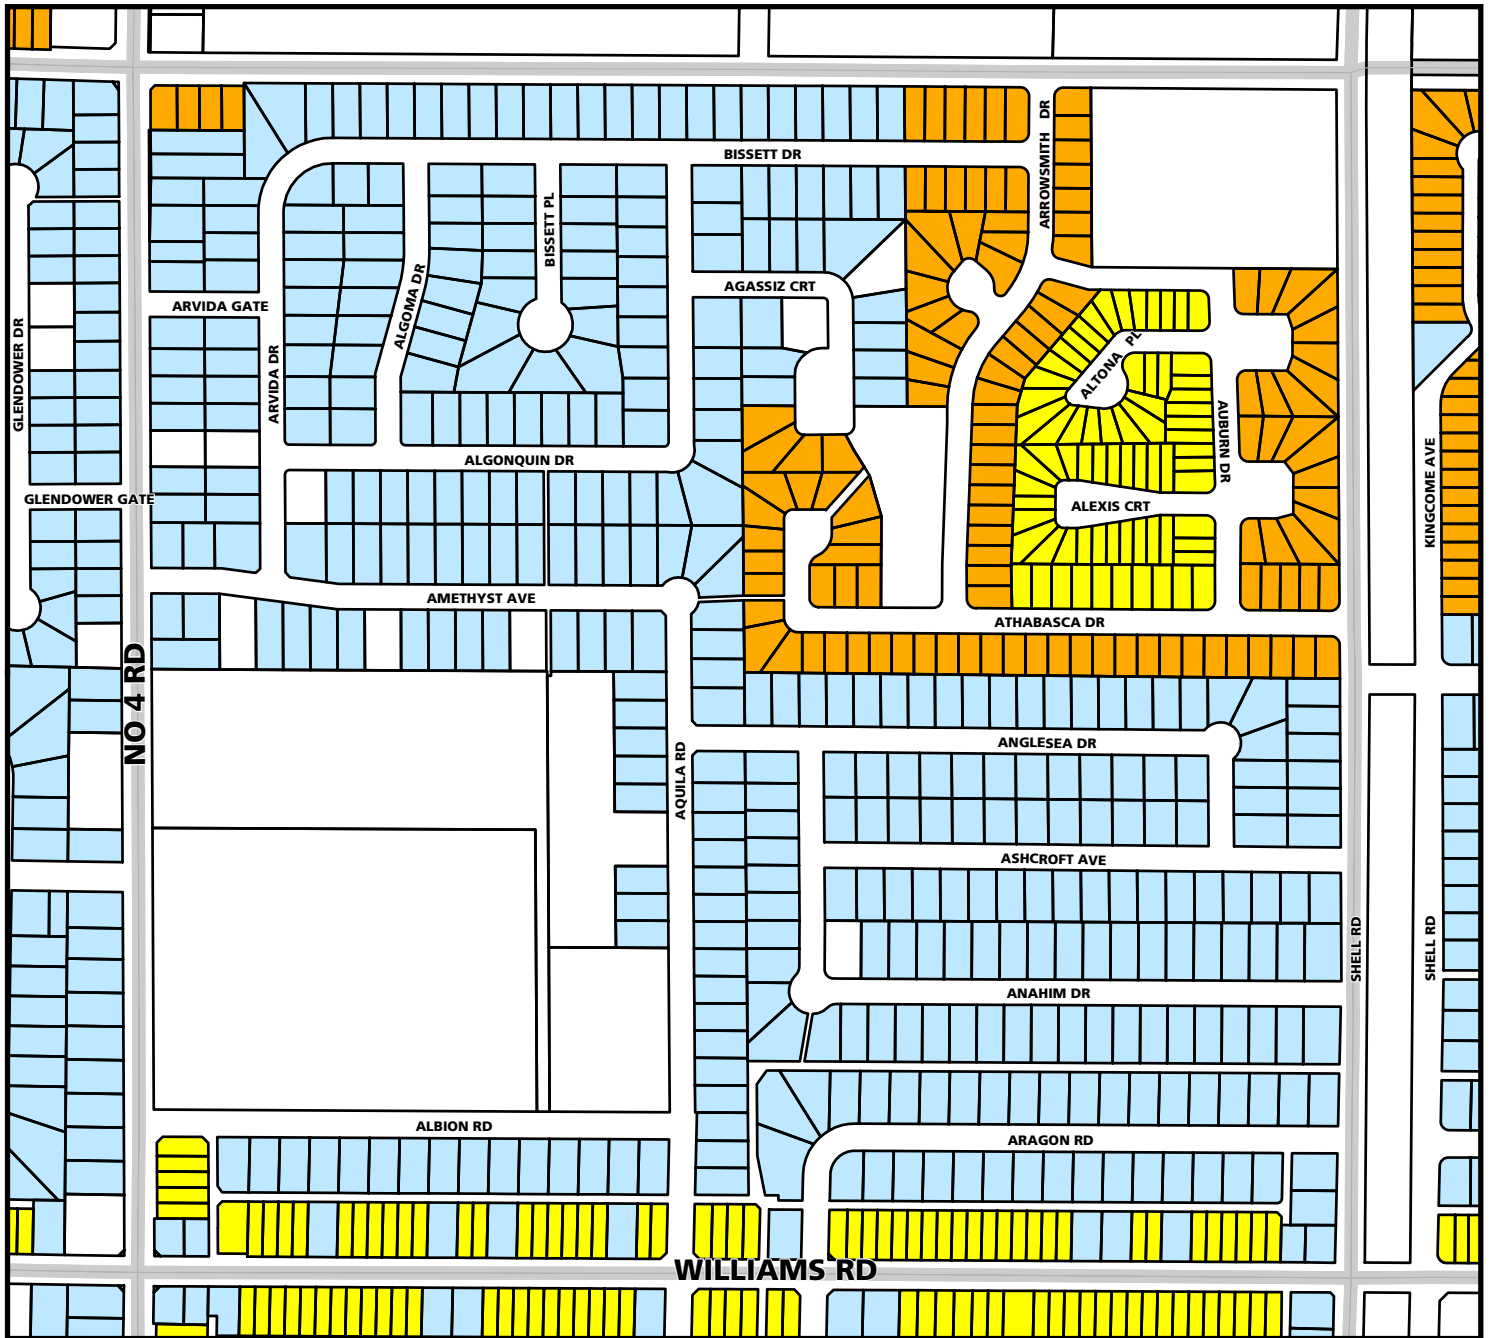 ARROWSMITH DR
BISSETT DR
BISSETT PL
AGASSIZ CRT
ARVIDA GATE
ALGOMA DR
GLENDOWER DR
ARVIDA DR
ALTONA PL
AUBURN DR
ALGONQUIN DR
KINGCOME AVE
GLENDOWER GATE
ALEXIS CRT
AMETHYST AVE
ATHABASCA DR
NO 4 RD
ANGLESEA DR
AQUILA RD
ASHCROFT AVE
SHELL RD
SHELL RD
ANAHIM DR
ALBION RD
ARAGON RD
WILLIAMS RD